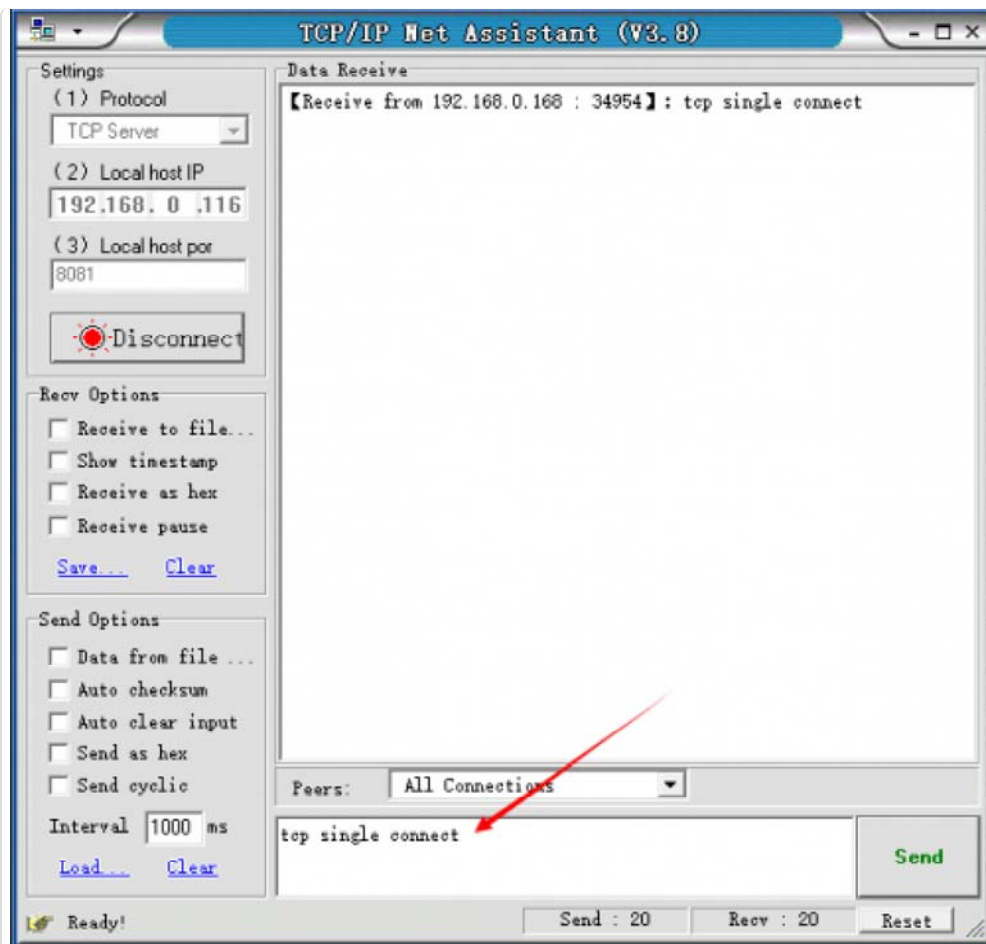 TCP/IP Net Assistant (V3.8)
Settings
(1) Protocol
TCP Server
(2) Local host IP
192.168. 0 .116
(3) Local host por
8081
Disconnect
Recv Options
Receive to file...
Show timestamp
Receive as hex
Receive pause
Save... Clear
Send Options
Data from file ...
Auto checksum
Auto clear input
Send as hex
Send cyclic
Interval 1000 ms
Load... Clear
Data Receive
【Receive from 192.168.0.168 : 34954】: tcp single connect
Peers: All Connections
tcp single connect
Send
Ready!
Send : 20 Recv : 20 Reset